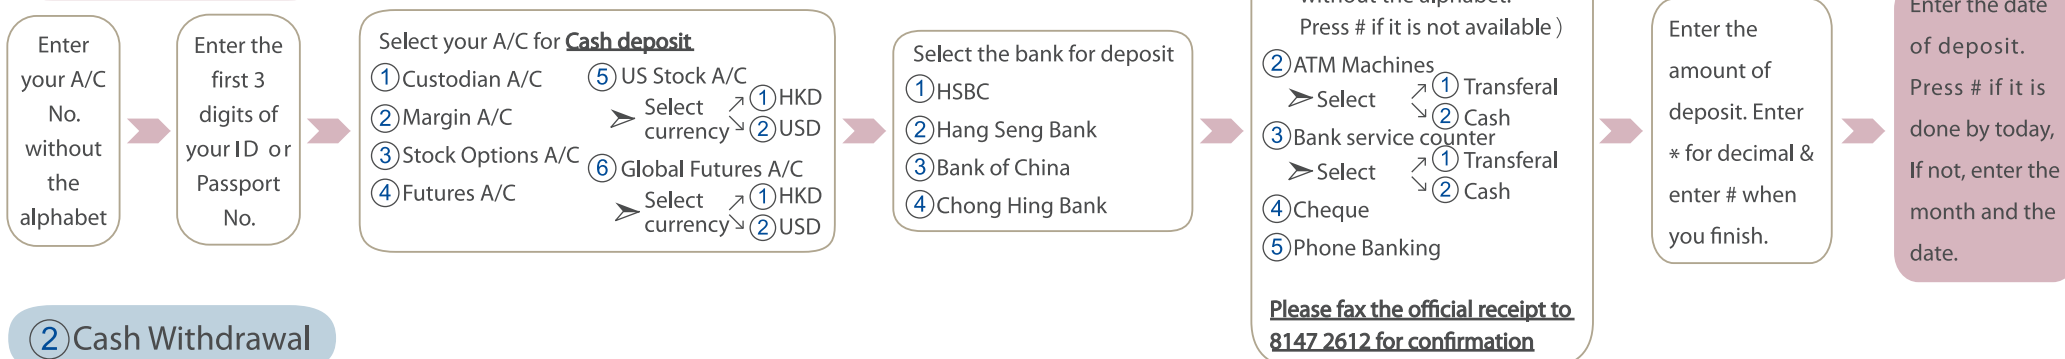 Enter
your A/C
No.
without
the
alphabet
Enter the
first 3
digits of
your ID or
Passport
No.
Select your A/C for Cash deposit
1 Custodian A/C
2 Margin A/C
3 Stock Options A/C
4 Futures A/C
5 US Stock A/C
➢ Select
currency
↗ 1 HKD
↘ 2 USD
6 Global Futures A/C
➢ Select
currency
↗ 1 HKD
↘ 2 USD
Select the bank for deposit
1 HSBC
2 Hang Seng Bank
3 Bank of China
4 Chong Hing Bank
without the alphabet.
Press # if it is not available )
2 ATM Machines
➢ Select
↗ 1 Transferal
↘ 2 Cash
3 Bank service counter
➢ Select
↗ 1 Transferal
↘ 2 Cash
4 Cheque
5 Phone Banking
Please fax the official receipt to
8147 2612 for confirmation
Enter the
amount of
deposit. Enter
* for decimal &
enter # when
you finish.
Enter the date
of deposit.
Press # if it is
done by today,
If not, enter the
month and the
date.
2 Cash Withdrawal